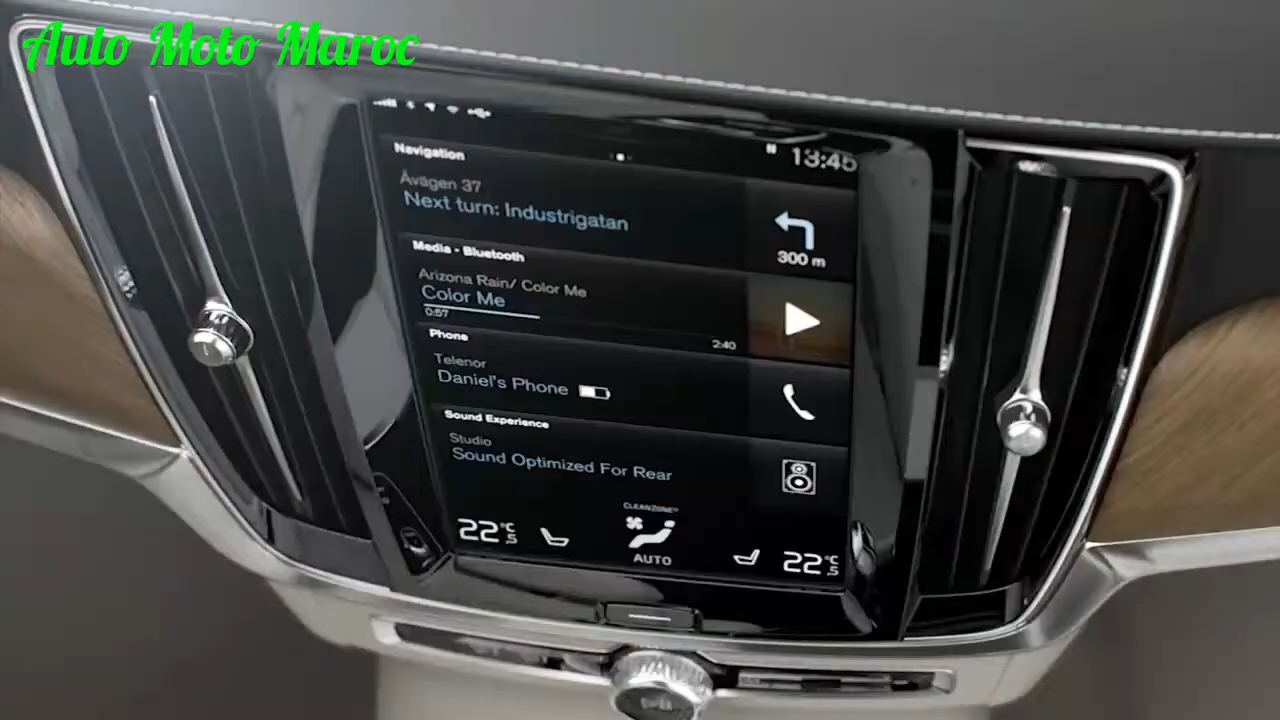 Auto Moto Maroc
13:45
Navigation
Åvägen 37
Next turn: Industrigatan
300 m
Media - Bluetooth
Arizona Rain/ Color Me
Color Me
0:57
2:40
Phone
Telenor
Daniel's Phone
Sound Experience
Studio
Sound Optimized For Rear
CLEANZONE®
22.5°C
AUTO
22.5°C